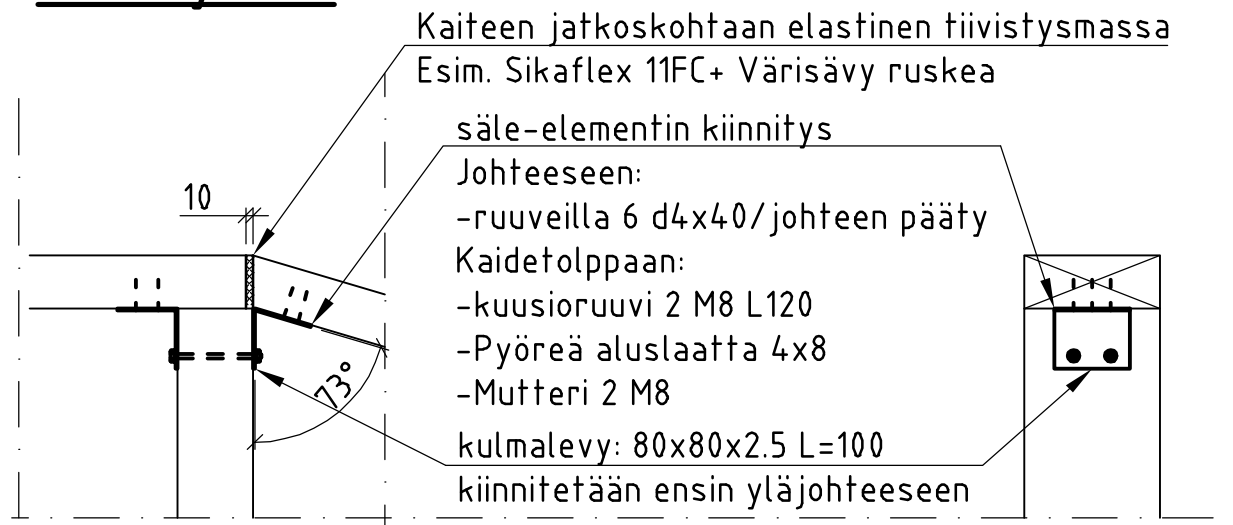 Kaiteen jatkoskohtaan elastinen tiivistysmassa
Esim. Sikaflex 11FC+ Värisävy ruskea
säle-elementin kiinnitys
Johteeseen:
-ruuveilla 6 d4x40/johteen pääty
Kaidetolppaan:
-kuusioruuvi 2 M8 L120
-Pyöreä aluslaatta 4x8
-Mutteri 2 M8
kulmalevy: 80x80x2.5 L=100
kiinnitetään ensin yläjohteeseen
10
73°